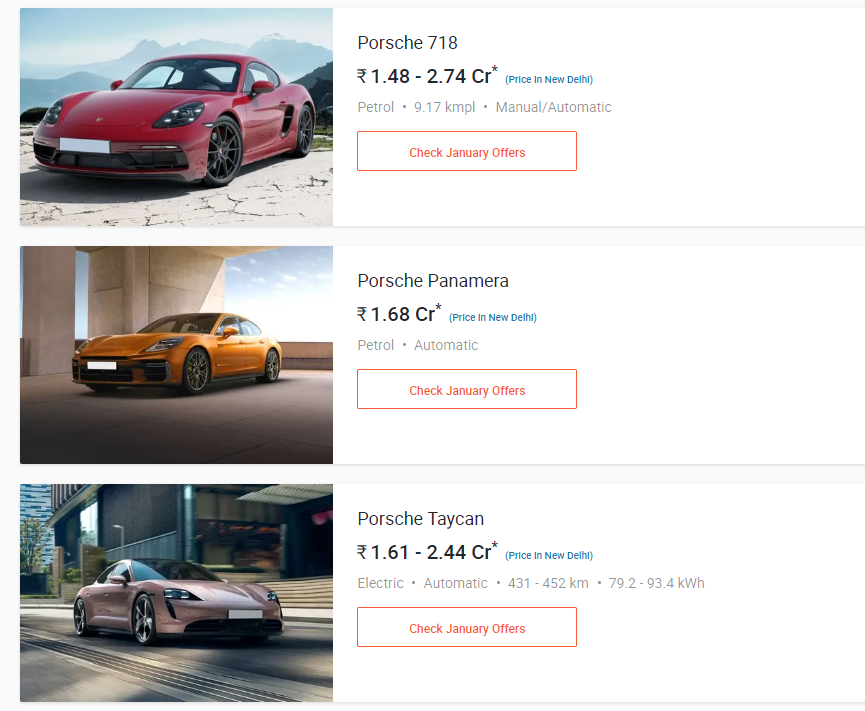 Porsche 718
₹ 1.48 - 2.74 Cr* (Price in New Delhi)
Petrol • 9.17 kmpl • Manual/Automatic
Check January Offers
Porsche Panamera
₹ 1.68 Cr* (Price in New Delhi)
Petrol • Automatic
Check January Offers
Porsche Taycan
₹ 1.61 - 2.44 Cr* (Price in New Delhi)
Electric • Automatic • 431 - 452 km • 79.2 - 93.4 kWh
Check January Offers